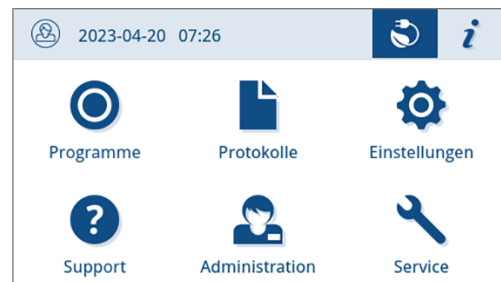 2023-04-20 07:26
i
Programme Protokolle Einstellungen
?
Support Administration Service